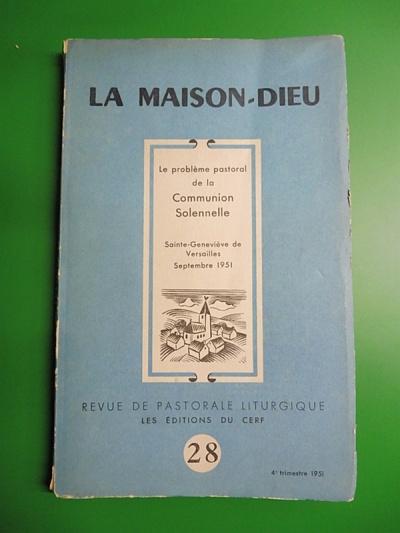 LA MAISON-DIEU
Le problème pastoral
de la
Communion
Solennelle
Sainte-Geneviève de
Versailles
Septembre 1951
REVUE DE PASTORALE LITURGIQUE
LES ÉDITIONS DU CERF
28
4e trimestre 1951